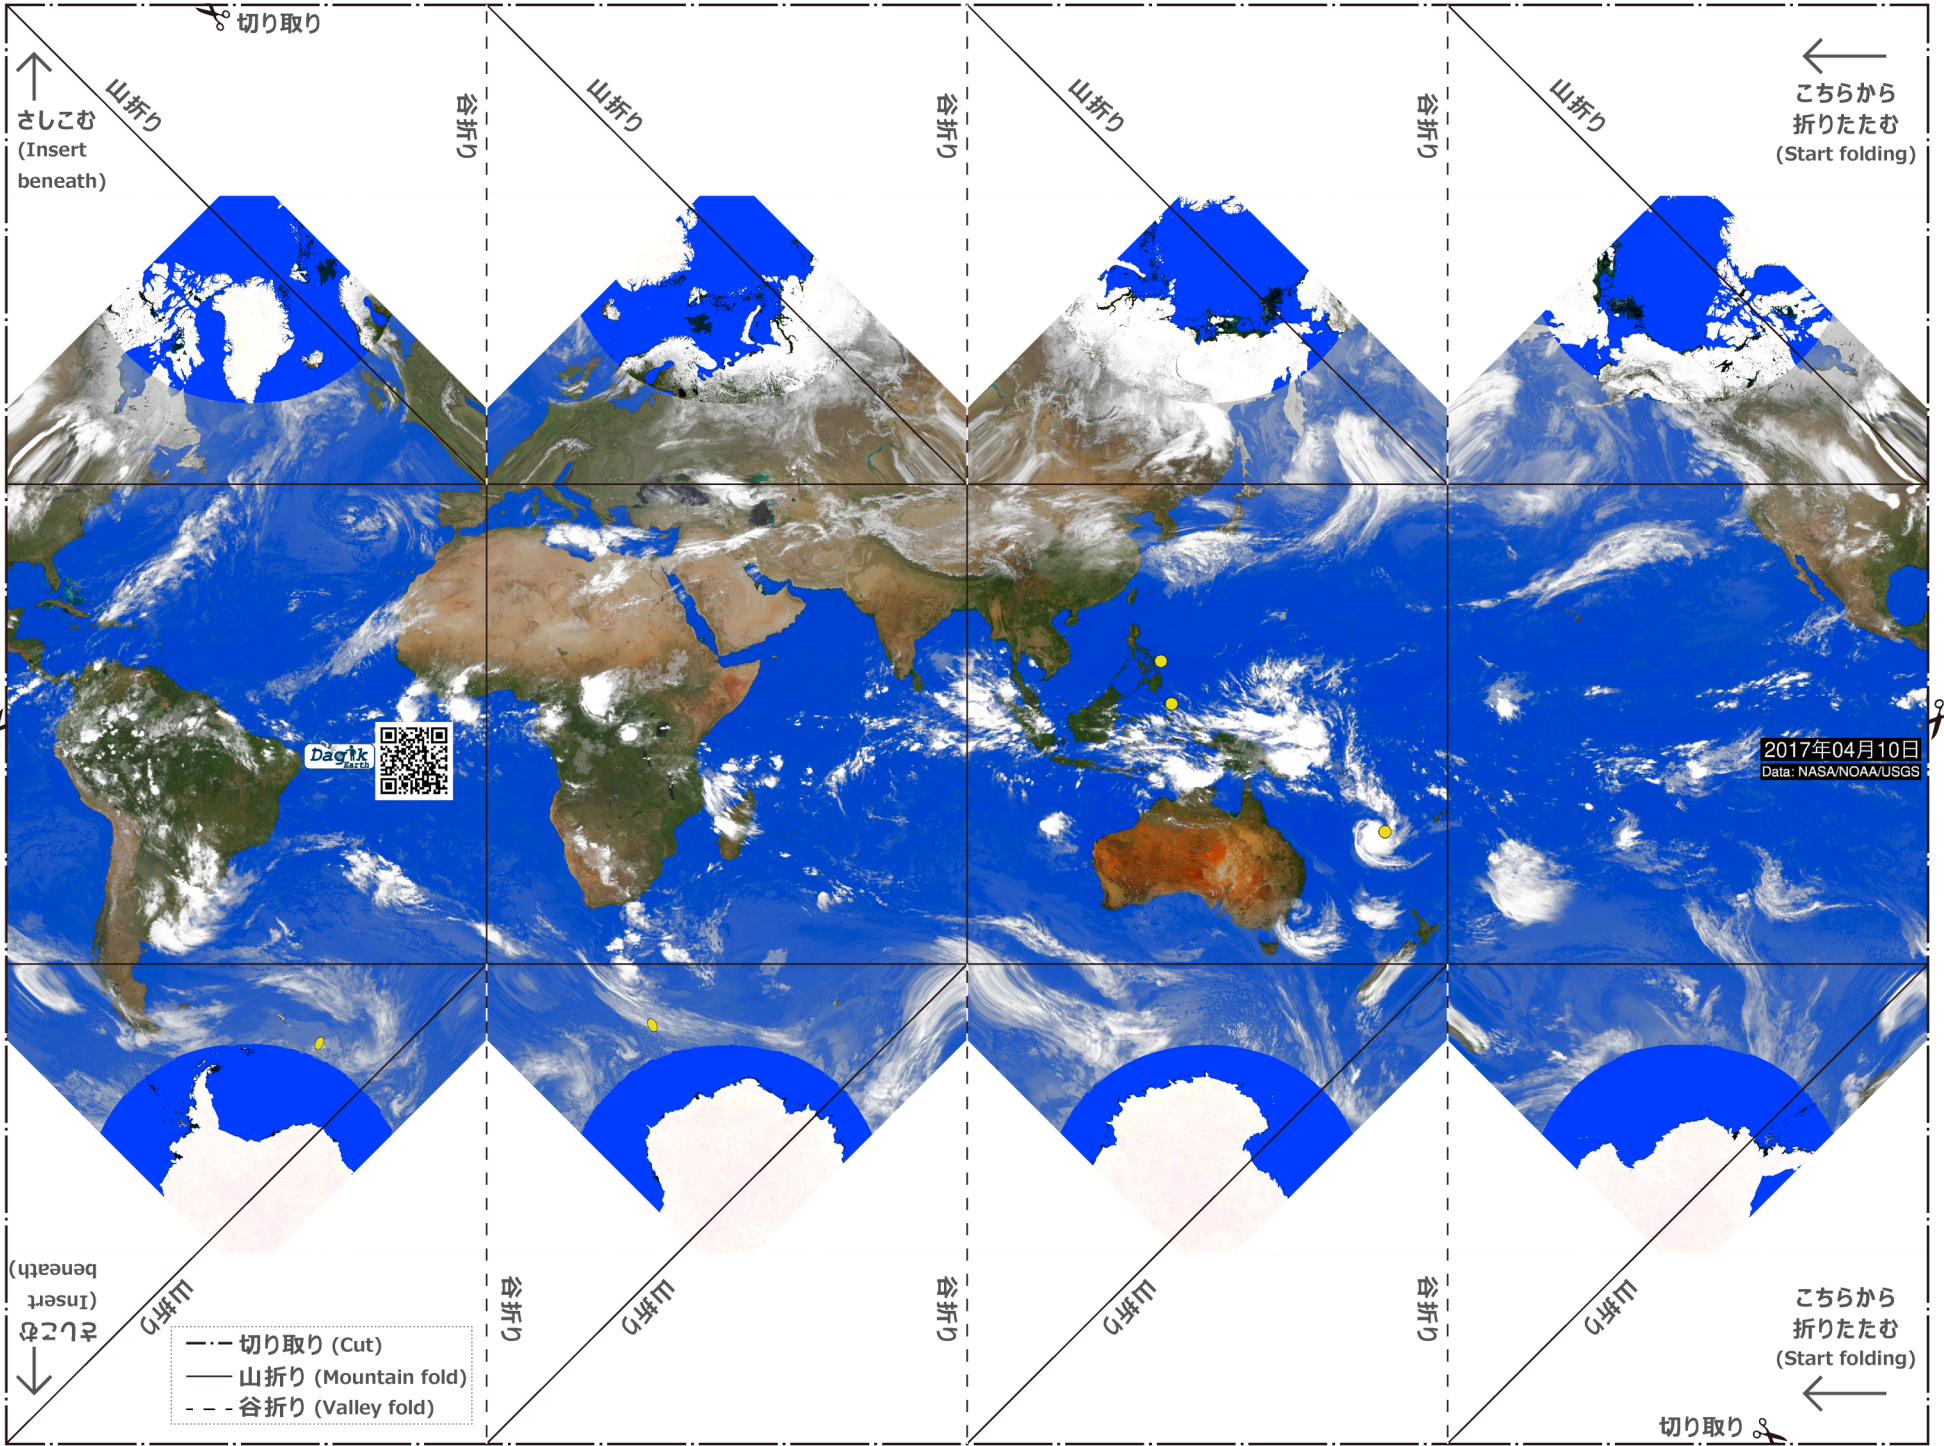 切り取り
山折り
谷折り
山折り
谷折り
山折り
谷折り
山折り
さしこむ
(Insert
beneath)
こちらから
折りたたむ
(Start folding)
Dagik
Earth
2017年04月10日
Data: NASA/NOAA/USGS
さしこむ
(Insert
beneath)
山折り
谷折り
山折り
谷折り
山折り
谷折り
山折り
切り取り (Cut)
山折り (Mountain fold)
谷折り (Valley fold)
こちらから
折りたたむ
(Start folding)
切り取り